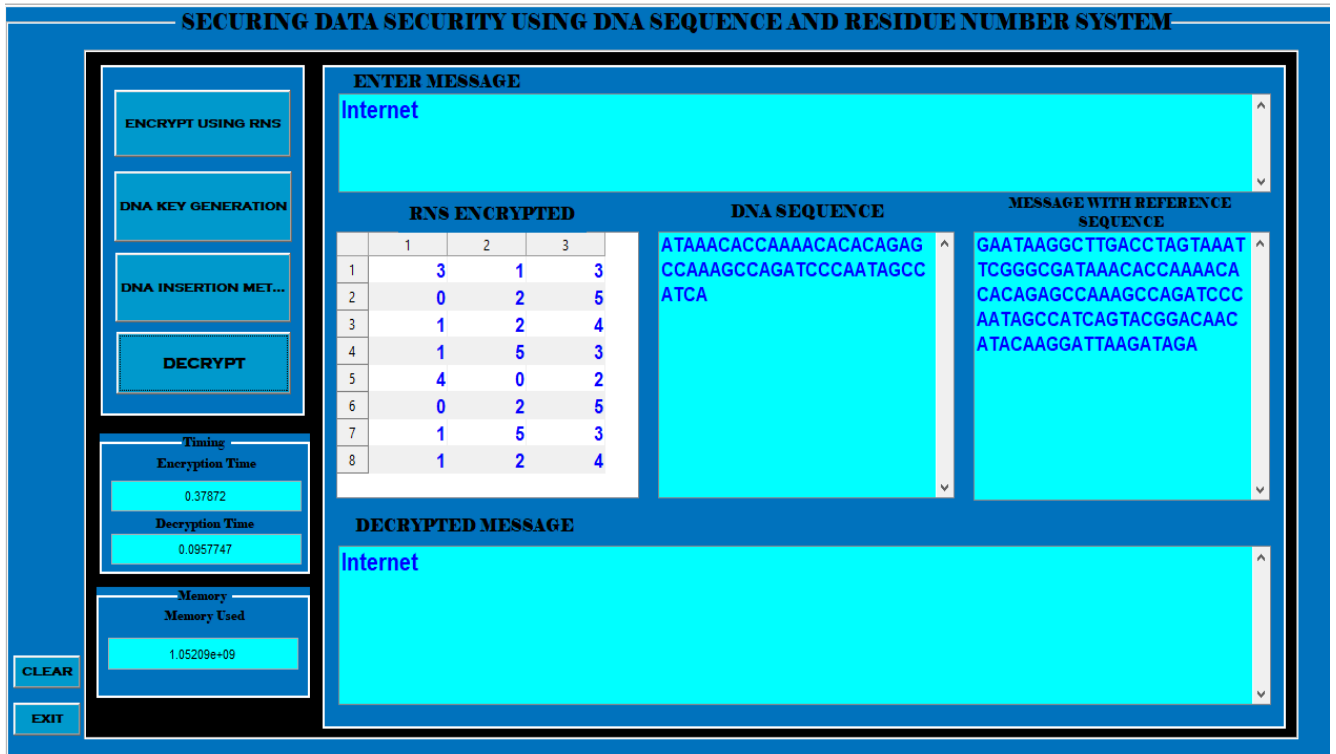 SECURING DATA SECURITY USING DNA SEQUENCE AND RESIDUE NUMBER SYSTEM
ENCRYPT USING RNS
DNA KEY GENERATION
DNA INSERTION MET...
DECRYPT
Timing
Encryption Time
0.37872
Decryption Time
0.0957747
Memory
Memory Used
1.05209e+09
CLEAR
EXIT
ENTER MESSAGE
Internet
RNS ENCRYPTED
1 2 3
1 3 1 3
2 0 2 5
3 1 2 4
4 1 5 3
5 4 0 2
6 0 2 5
7 1 5 3
8 1 2 4
DNA SEQUENCE
ATAAACACCAAAACACACAGAG
CCAAAGCCAGATCCCAATAGCC
ATCA
MESSAGE WITH REFERENCE
SEQUENCE
GAATAAGGCTTGACCTAGTAAAT
TCGGGCGATAAACACCAAAACA
CACAGAGCCAAAGCCAGATCCC
AATAGCCATCAGTACGGACAAC
ATACAAGGATTAAGATAGA
DECRYPTED MESSAGE
Internet